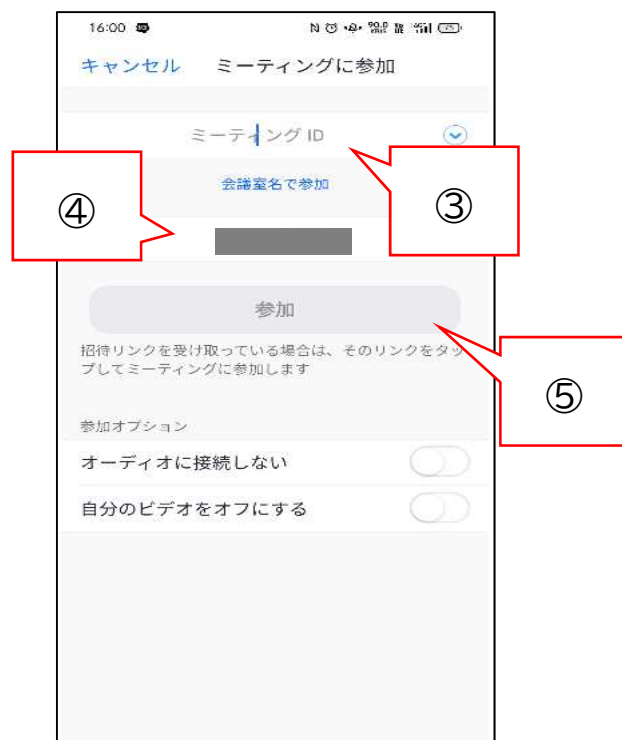 16:00
キャンセル ミーティングに参加
ミーティング ID
会議室名で参加
③
④
参加
招待リンクを受け取っている場合は、そのリンクをタッ
プしてミーティングに参加します
⑤
参加オプション
オーディオに接続しない
自分のビデオをオフにする